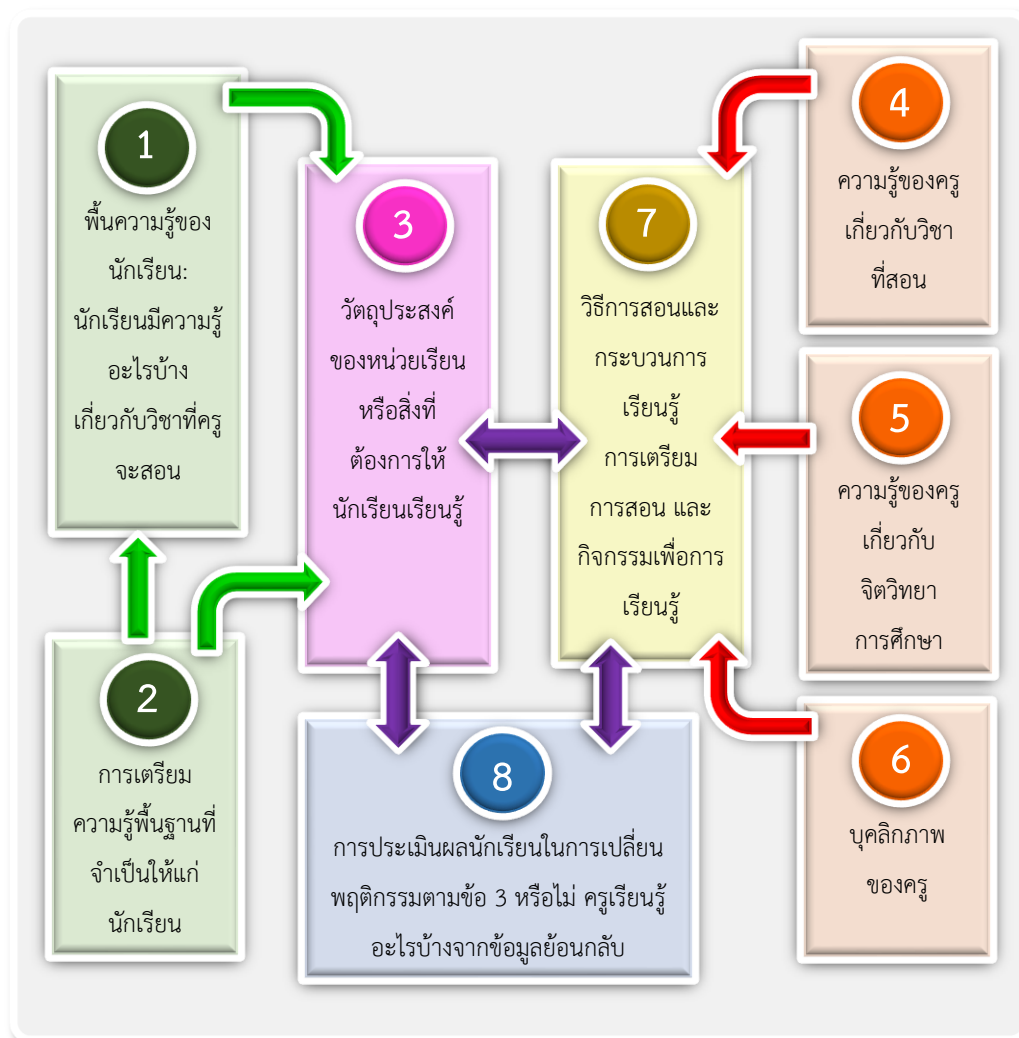 1
พื้นความรู้ของ
นักเรียน:
นักเรียนมีความรู้
อะไรบ้าง
เกี่ยวกับวิชาที่ครู
จะสอน
2
การเตรียม
ความรู้พื้นฐานที่
จำเป็นให้แก่
นักเรียน
3
วัตถุประสงค์
ของหน่วยเรียน
หรือสิ่งที่
ต้องการให้
นักเรียนเรียนรู้
4
ความรู้ของครู
เกี่ยวกับวิชา
ที่สอน
5
ความรู้ของครู
เกี่ยวกับ
จิตวิทยา
การศึกษา
6
บุคลิกภาพ
ของครู
7
วิธีการสอนและ
กระบวนการ
เรียนรู้
การเตรียม
การสอน และ
กิจกรรมเพื่อการ
เรียนรู้
8
การประเมินผลนักเรียนในการเปลี่ยน
พฤติกรรมตามข้อ 3 หรือไม่ ครูเรียนรู้
อะไรบ้างจากข้อมูลย้อนกลับ